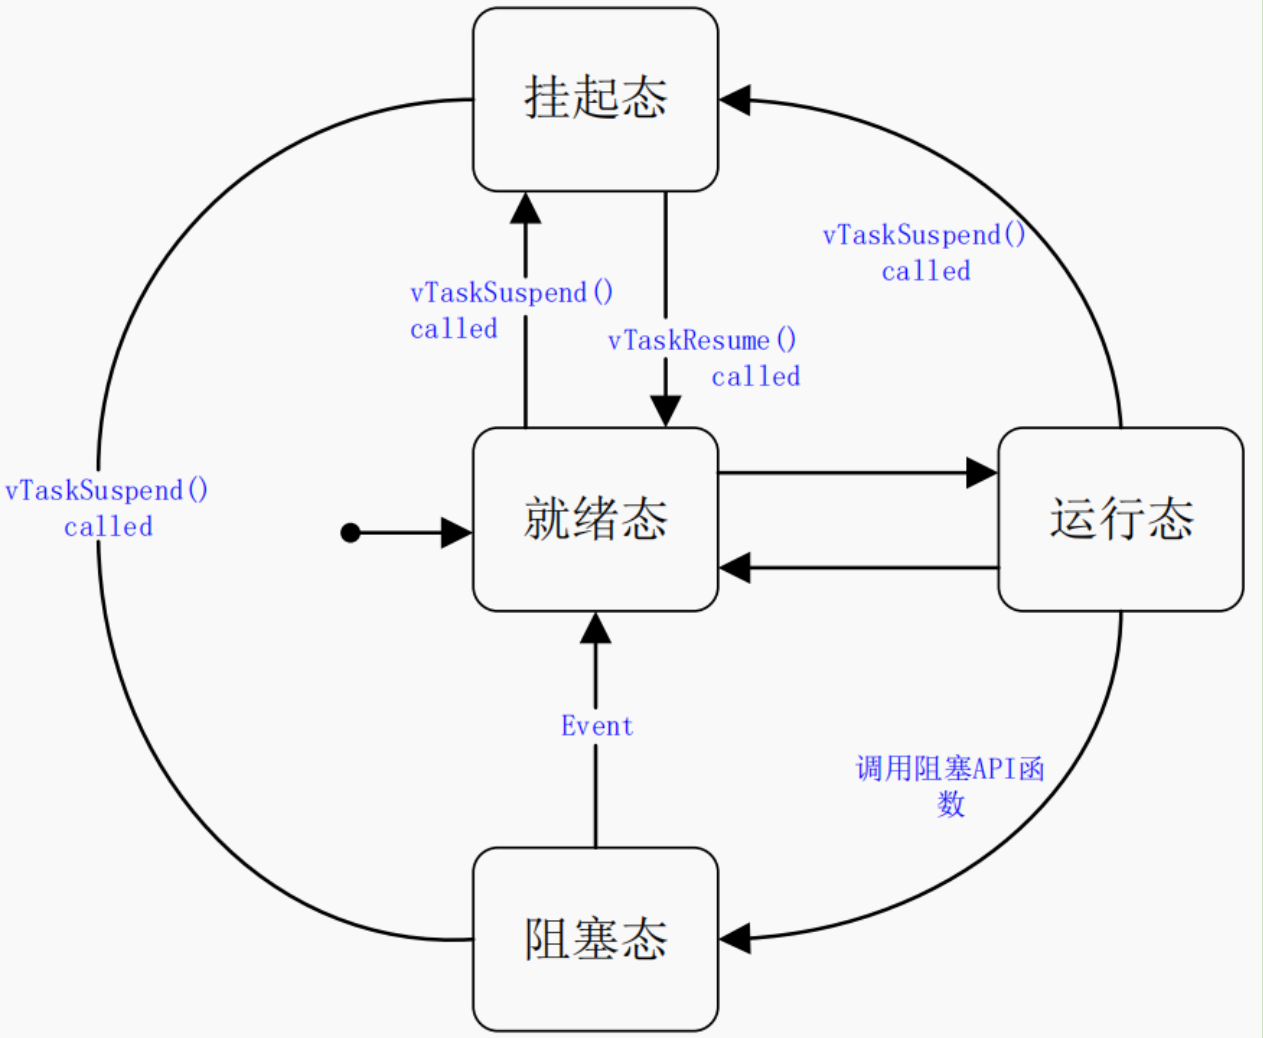 挂起态
vTaskSuspend()
called
vTaskSuspend()
called
vTaskResume()
called
vTaskSuspend()
called
就绪态
运行态
Event
调用阻塞API函
数
阻塞态